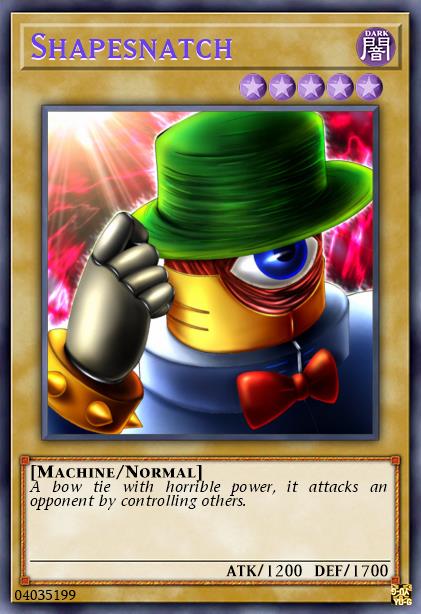 Shapesnatch
DARK
闇
[Machine/Normal]
A bow tie with horrible power, it attacks an
opponent by controlling others.
ATK/1200 DEF/1700
04035199